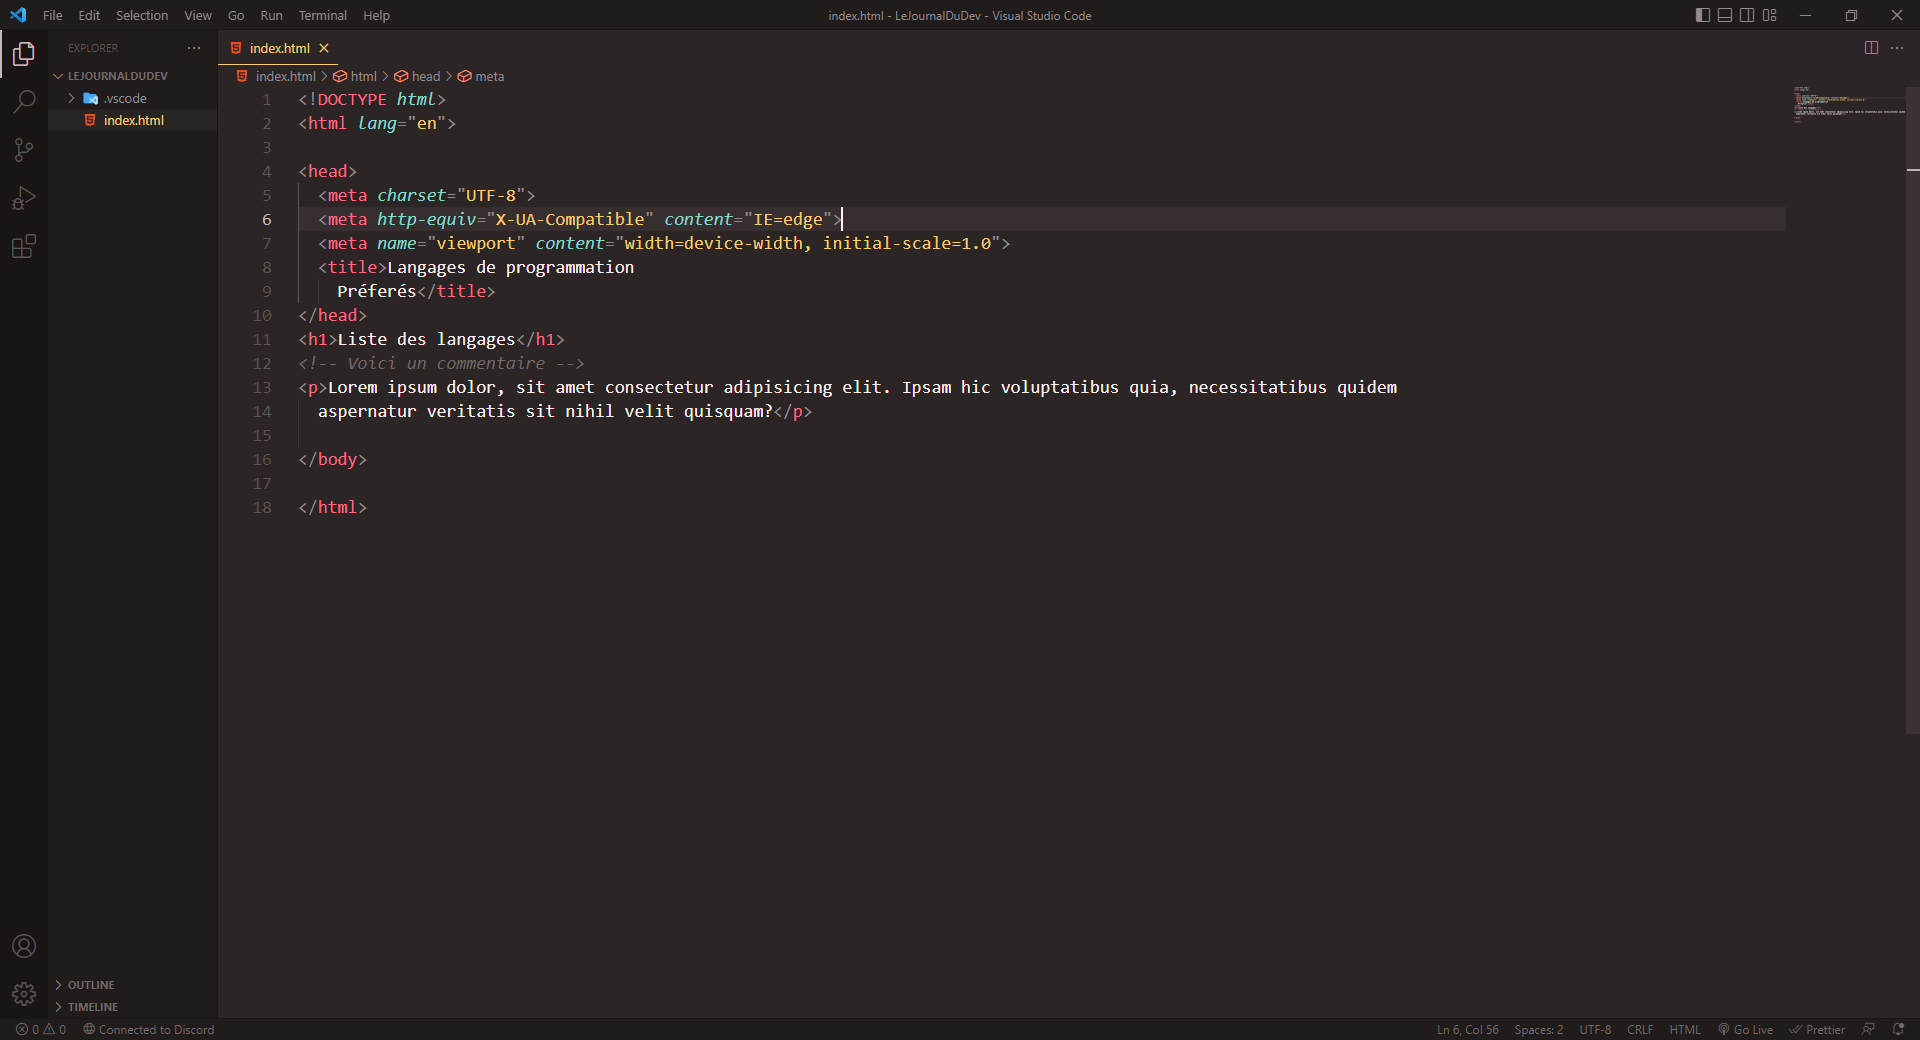 File Edit Selection View Go Run Terminal Help index.html - LeJournalDuDev - Visual Studio Code
EXPLORER
LEJOURNALDUDEV
.vscode
index.html
OUTLINE
TIMELINE
index.html
index.html > html > head > meta
1 <!DOCTYPE html>
2 <html lang="en">
3
4 <head>
5 <meta charset="UTF-8">
6 <meta http-equiv="X-UA-Compatible" content="IE=edge">
7 <meta name="viewport" content="width=device-width, initial-scale=1.0">
8 <title>Langages de programmation
9 Préferés</title>
10 </head>
11 <h1>Liste des langages</h1>
12 <!-- Voici un commentaire -->
13 <p>Lorem ipsum dolor, sit amet consectetur adipisicing elit. Ipsam hic voluptatibus quia, necessitatibus quidem
14 aspernatur veritatis sit nihil velit quisquam?</p>
15
16 </body>
17
18 </html>
0 0 Connected to Discord Ln 6, Col 56 Spaces: 2 UTF-8 CRLF HTML Go Live Prettier